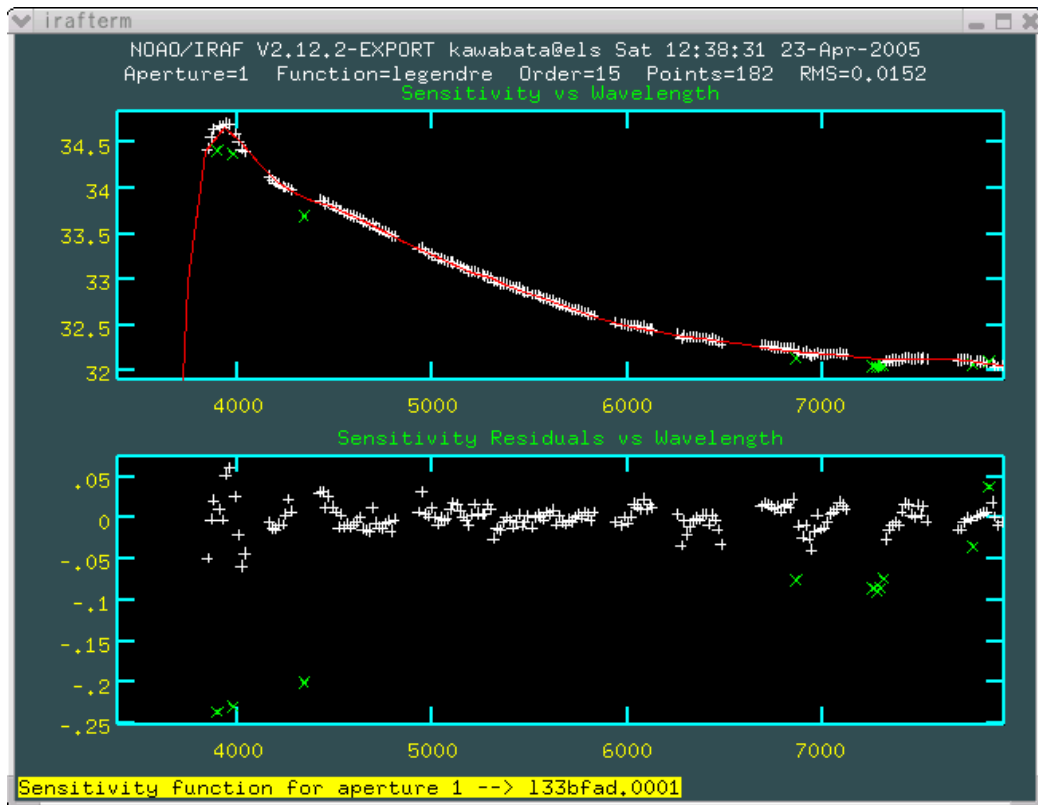 irafterm
NOAO/IRAF V2.12.2-EXPORT kawabata@els Sat 12:38:31 23-Apr-2005
Aperture=1 Function=legendre Order=15 Points=182 RMS=0.0152
Sensitivity vs Wavelength
34.5
34
33.5
33
32.5
32
4000 5000 6000 7000
Sensitivity Residuals vs Wavelength
.05
0
-.05
-.1
-.15
-.2
-.25
4000 5000 6000 7000
Sensitivity function for aperture 1 --> l33bfad.0001